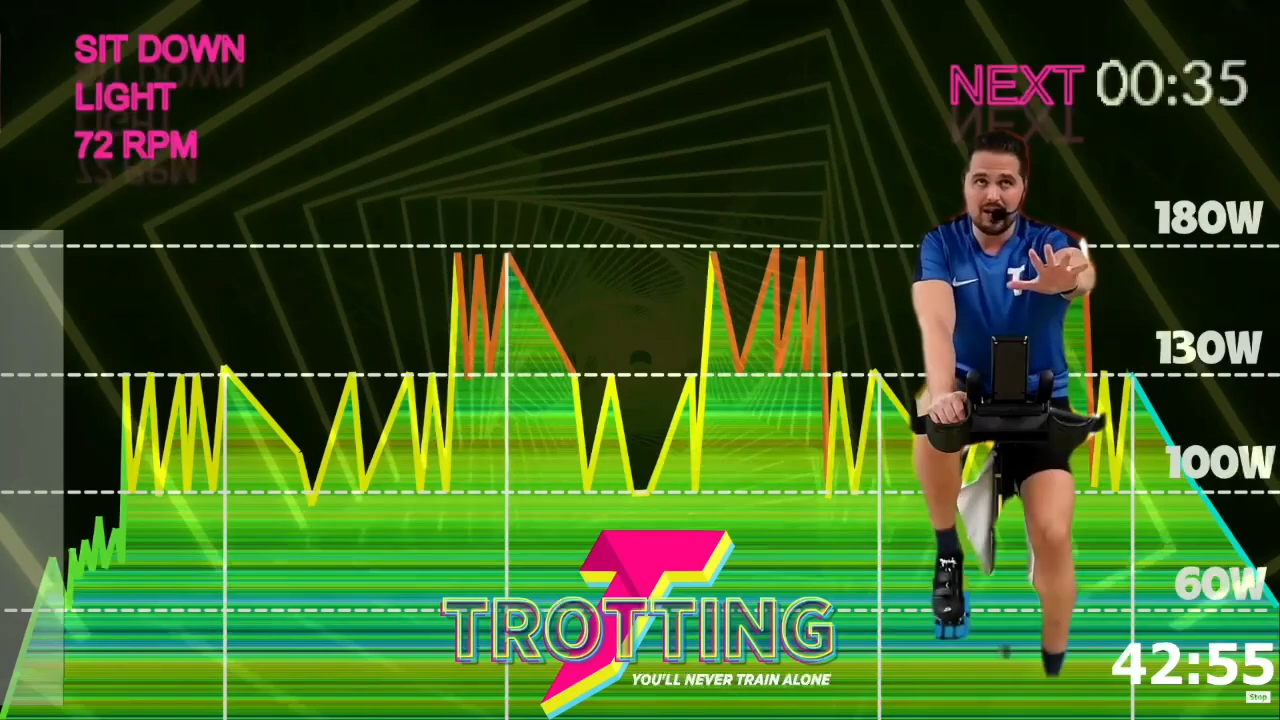 SIT DOWN
LIGHT
72 RPM
NEXT 00:35
180W
130W
100W
60W
T
TROTTING
YOU'LL NEVER TRAIN ALONE
42:55
Stop